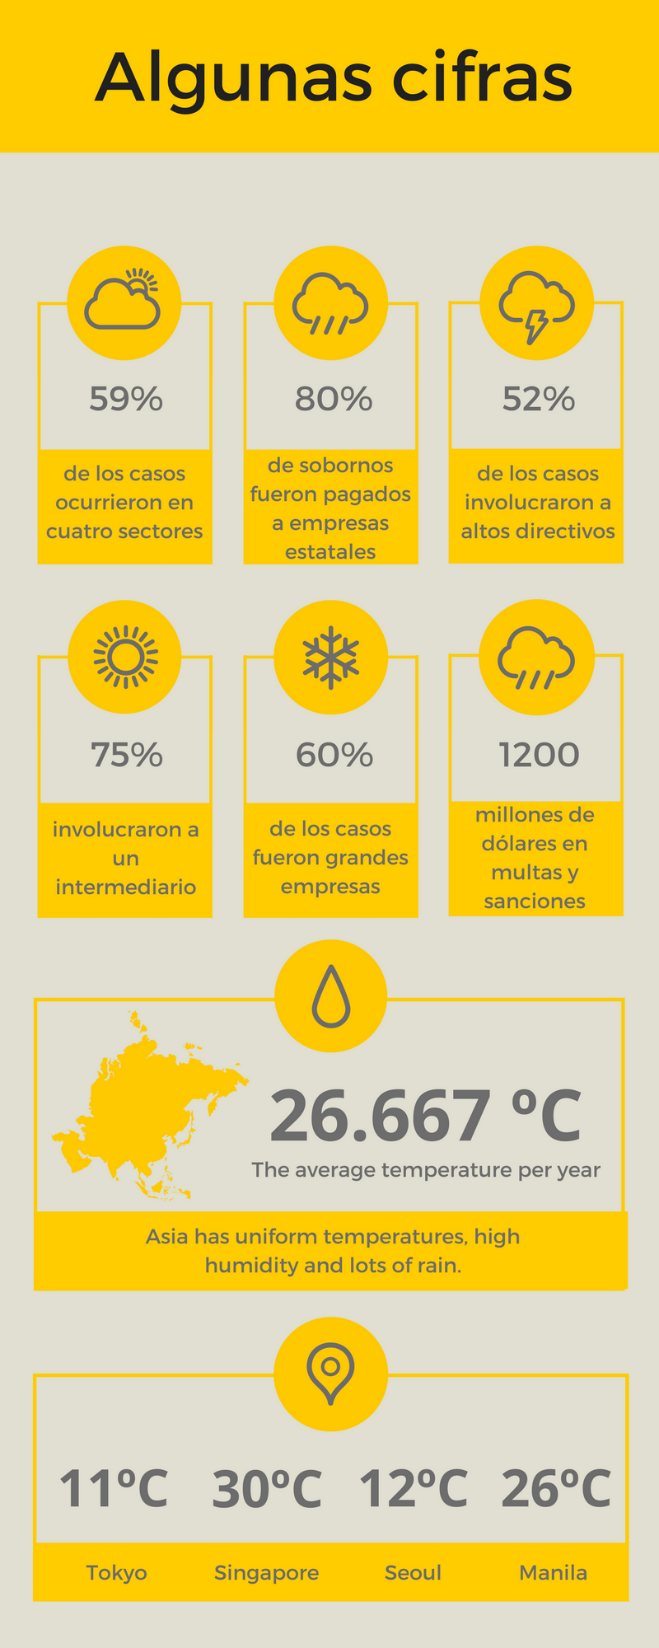 Algunas cifras
59%
de los casos
ocurrieron en
cuatro sectores
80%
de sobornos
fueron pagados
a empresas
estatales
52%
de los casos
involucraron a
altos directivos
75%
involucraron a
un
intermediario
60%
de los casos
fueron grandes
empresas
1200
millones de
dólares en
multas y
sanciones
26.667 ºC
The average temperature per year
Asia has uniform temperatures, high
humidity and lots of rain.
11ºC 30ºC 12ºC 26ºC
Tokyo Singapore Seoul Manila